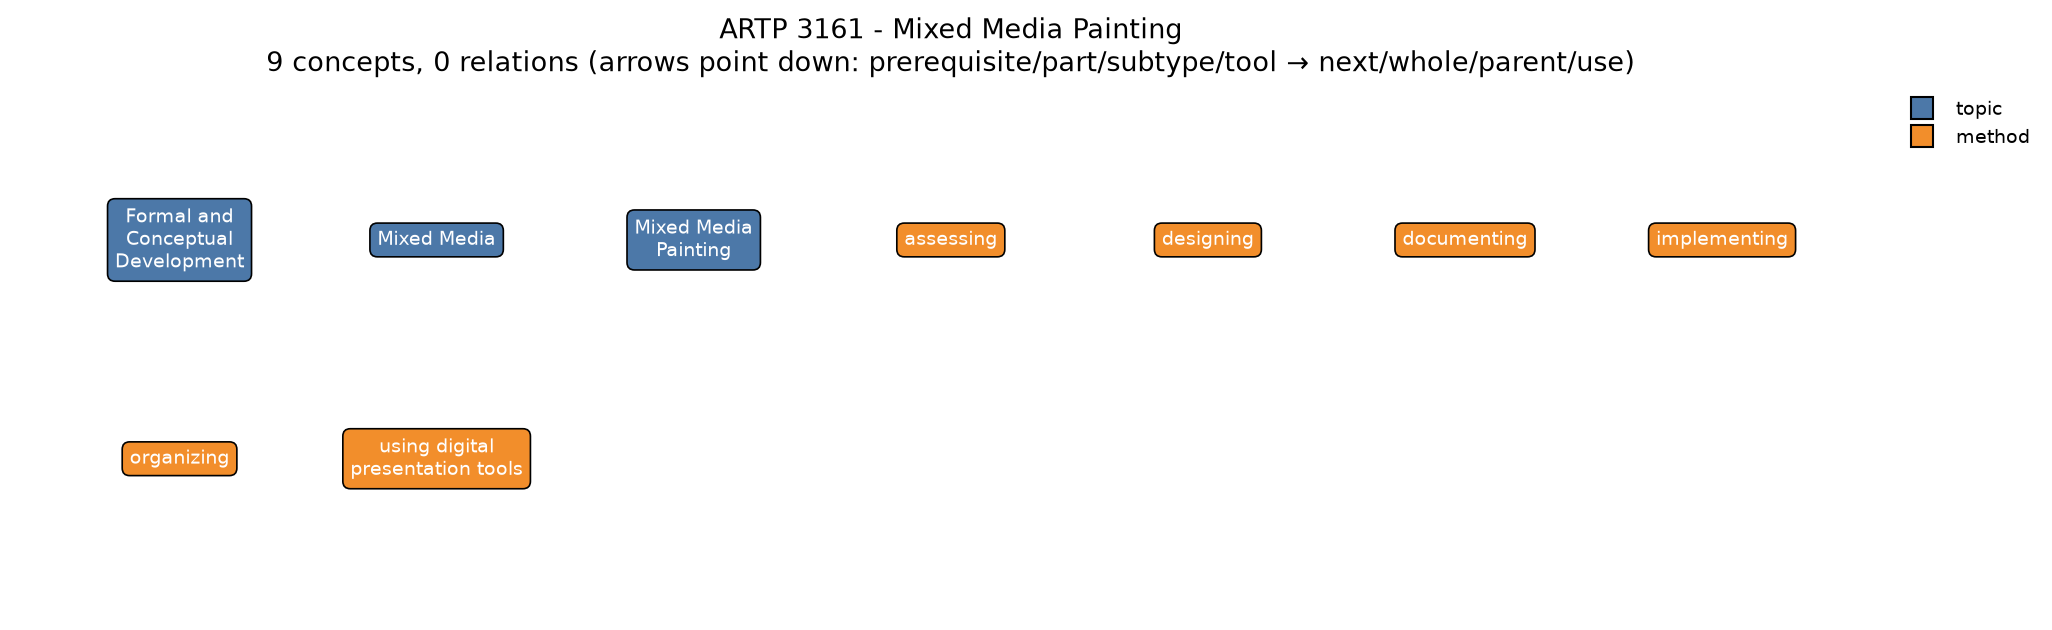 ARTP 3161 - Mixed Media Painting
9 concepts, 0 relations (arrows point down: prerequisite/part/subtype/tool → next/whole/parent/use)
topic
method
Formal and
Conceptual
Development
Mixed Media
Mixed Media
Painting
assessing
designing
documenting
implementing
organizing
using digital
presentation tools